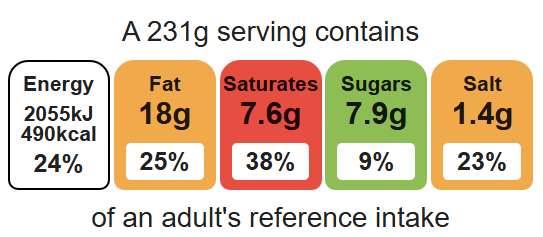 A 231g serving contains
Energy
2055kJ
490kcal
24%
Fat
18g
25%
Saturates
7.6g
38%
Sugars
7.9g
9%
Salt
1.4g
23%
of an adult's reference intake